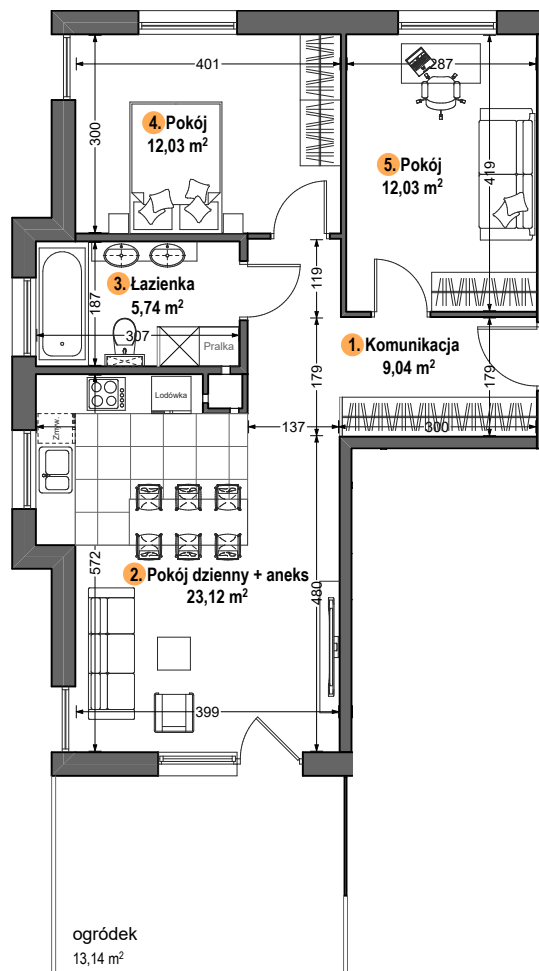 401
287
300
4. Pokój
12,03 m²
5. Pokój
12,03 m²
419
187
3. Łazienka
5,74 m²
119
307
Pralka
1. Komunikacja
9,04 m²
179
179
Lodówka
Zmyw.
137
300
572
2. Pokój dzienny + aneks
23,12 m²
480
399
ogródek
13,14 m²